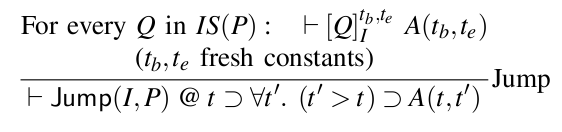 For every Q in IS(P) : ⊢ [Q]_I^{t_b,t_e} A(t_b,t_e)
(t_b,t_e fresh constants)
Jump
⊢ Jump(I,P) @ t ⊃ ∀t′. (t′ > t) ⊃ A(t,t′)